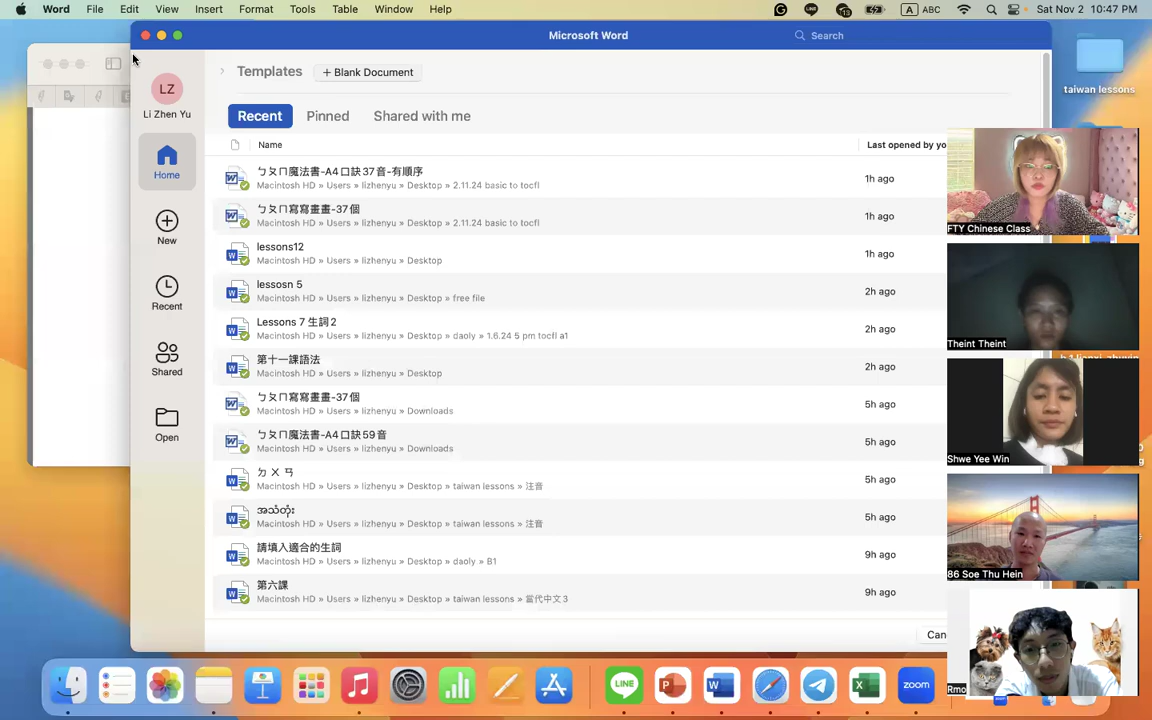 Word File Edit View Insert Format Tools Table Window Help
A ABC Sat Nov 2 10:47 PM
Microsoft Word
Search
taiwan lessons
LZ
Li Zhen Yu
Home
New
Recent
Shared
Open
Templates
+ Blank Document
Recent Pinned Shared with me
Name Last opened by yo
ㄅㄆㄇ魔法書-A4口訣37音-有順序
Macintosh HD » Users » lizhenyu » Desktop » 2.11.24 basic to tocfl
1h ago
ㄅㄆㄇ寫寫畫畫-37個
Macintosh HD » Users » lizhenyu » Desktop » 2.11.24 basic to tocfl
1h ago
lessons12
Macintosh HD » Users » lizhenyu » Desktop
1h ago
lessosn 5
Macintosh HD » Users » lizhenyu » Desktop » free file
2h ago
Lessons 7 生詞2
Macintosh HD » Users » lizhenyu » Desktop » daoly » 1.6.24 5 pm tocfl a1
2h ago
第十一課語法
Macintosh HD » Users » lizhenyu » Desktop
2h ago
ㄅㄆㄇ寫寫畫畫-37個
Macintosh HD » Users » lizhenyu » Downloads
5h ago
ㄅㄆㄇ魔法書-A4口訣59音
Macintosh HD » Users » lizhenyu » Downloads
5h ago
ㄉ ㄨ ㄢ
Macintosh HD » Users » lizhenyu » Desktop » taiwan lessons » 注音
5h ago
အသံတုံး
Macintosh HD » Users » lizhenyu » Desktop » taiwan lessons » 注音
5h ago
請填入適合的生詞
Macintosh HD » Users » lizhenyu » Desktop » daoly » B1
9h ago
第六課
Macintosh HD » Users » lizhenyu » Desktop » taiwan lessons » 當代中文3
9h ago
Can
FTY Chinese Class
Theint Theint
Shwe Yee Win
86 Soe Thu Hein
Rmo
LINE
zoom